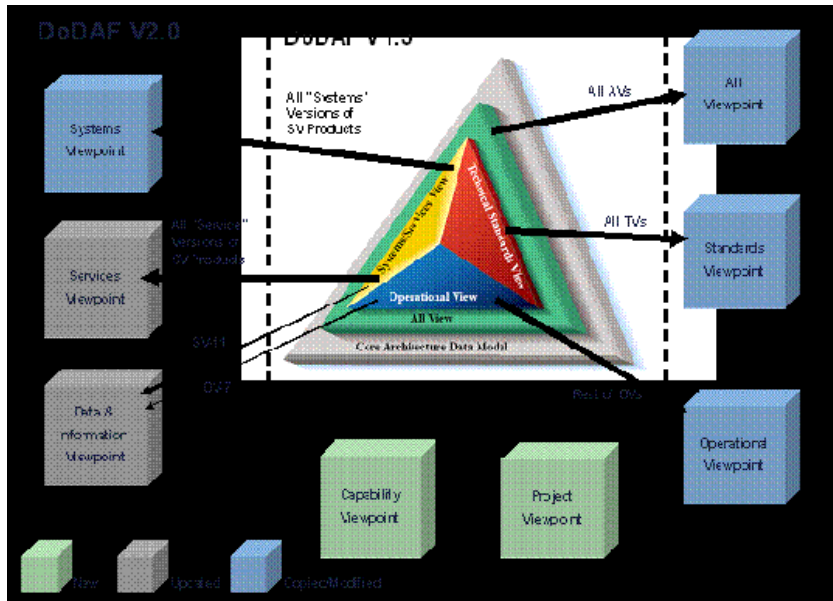 DoDAF V2.0
DoDAF V1.5
Systems
Viewpoint
All "Systems"
Versions of
SV Products
All AVs
All
Viewpoint
All "Service"
Versions of
SV Products
Services
Viewpoint
Systems/Services View
Technical Standards View
All TVs
Standards
Viewpoint
Operational View
All View
Core Architecture Data Model
SV-11
OV-7
Rest of OVs
Data &
Information
Viewpoint
Operational
Viewpoint
Capability
Viewpoint
Project
Viewpoint
New
Updated
Copied/Modified